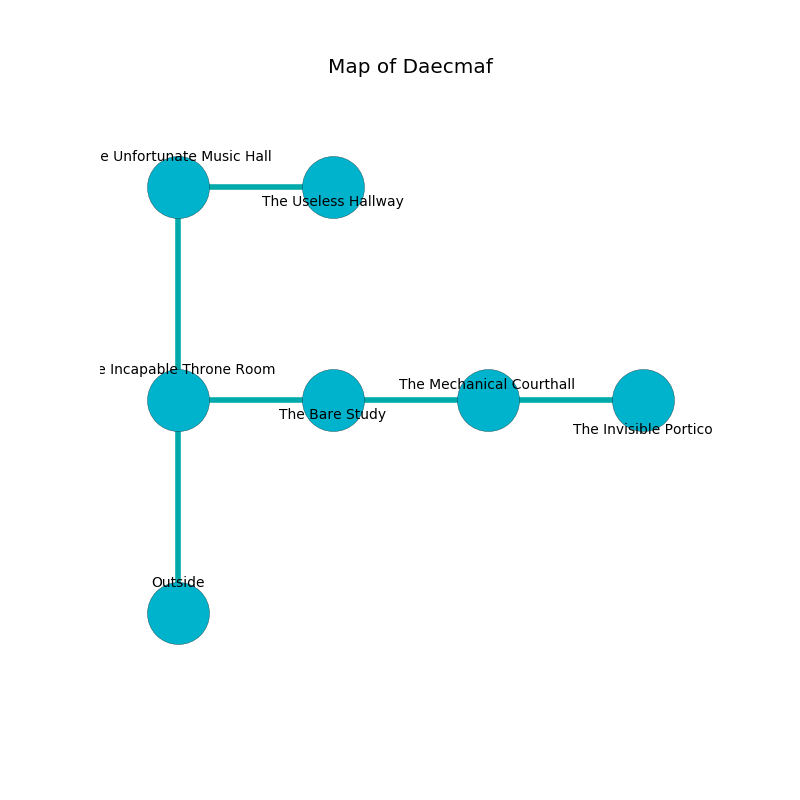 Map of Daecmaf
e Unfortunate Music Hall
The Useless Hallway
e Incapable Throne Room
The Mechanical Courthall
The Bare Study
The Invisible Portico
Outside